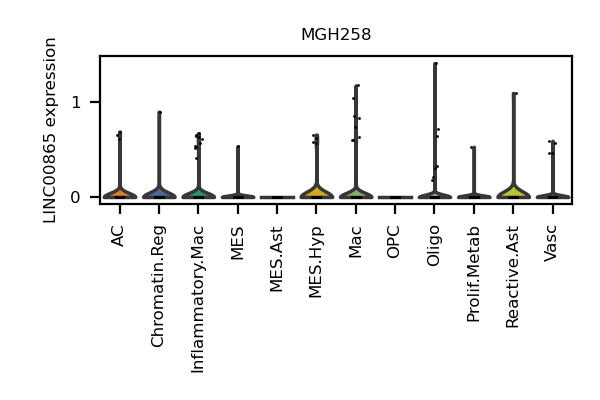 MGH258
LINC00865 expression
1
0
AC
Chromatin.Reg
Inflammatory.Mac
MES
MES.Ast
MES.Hyp
Mac
OPC
Oligo
Prolif.Metab
Reactive.Ast
Vasc